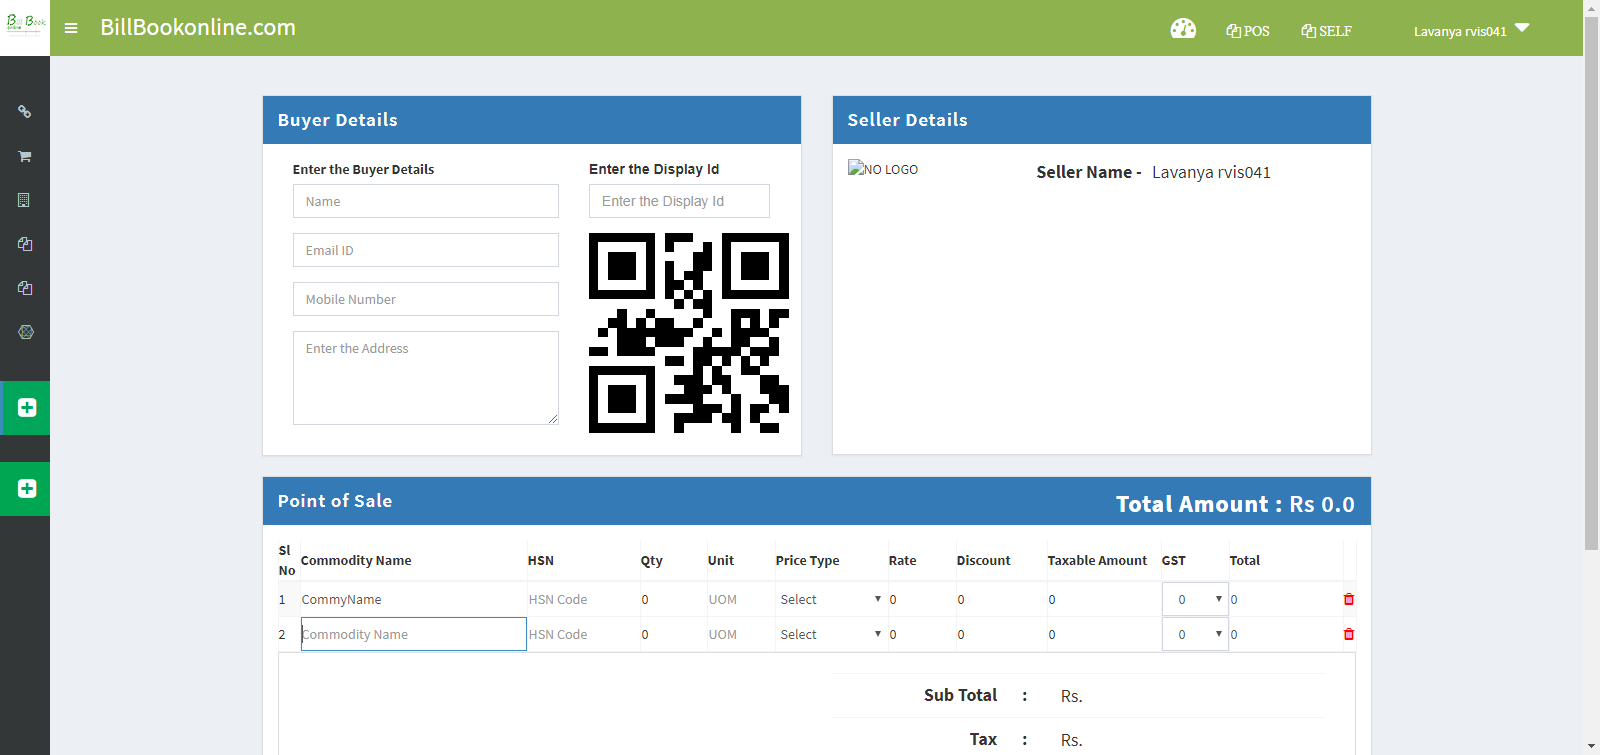 Bill Book
online
BillBookonline.com
POS
SELF
Lavanya rvis041
Buyer Details
Enter the Buyer Details
Name
Email ID
Mobile Number
Enter the Address
Enter the Display Id
Enter the Display Id
Seller Details
NO LOGO
Seller Name - Lavanya rvis041
Point of Sale
Total Amount : Rs 0.0
Sl No Commodity Name HSN Qty Unit Price Type Rate Discount Taxable Amount GST Total
1 CommyName HSN Code 0 UOM Select 0 0 0 0 0
2 Commodity Name HSN Code 0 UOM Select 0 0 0 0 0
Sub Total : Rs.
Tax : Rs.